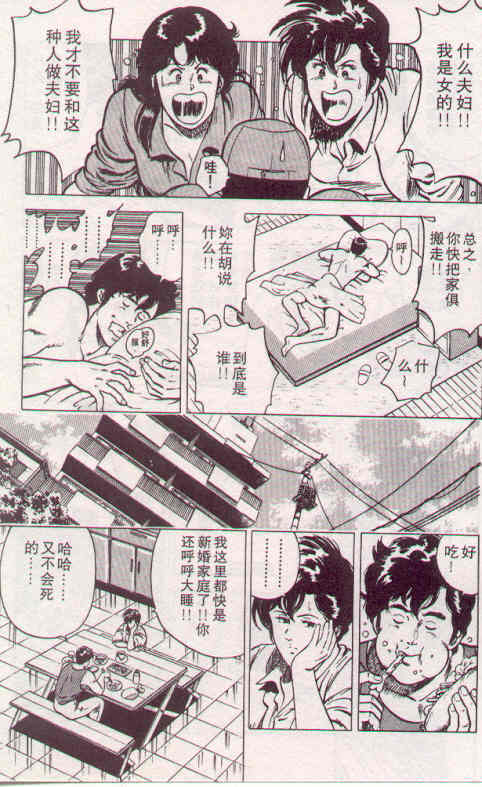 什么夫妇!!
我是女的!!
我才不要和这
种人做夫妇!!
哇!
总之,
你快把家俱
搬走!!
呼~
什
么~
妳在胡说
什么!!
到底是
谁!!
呼…
呼…
好舒
服
我这里都快是
新婚家庭了!!你
还呼呼大睡!!
哈哈……
又不会死
的……
好
吃!
…………